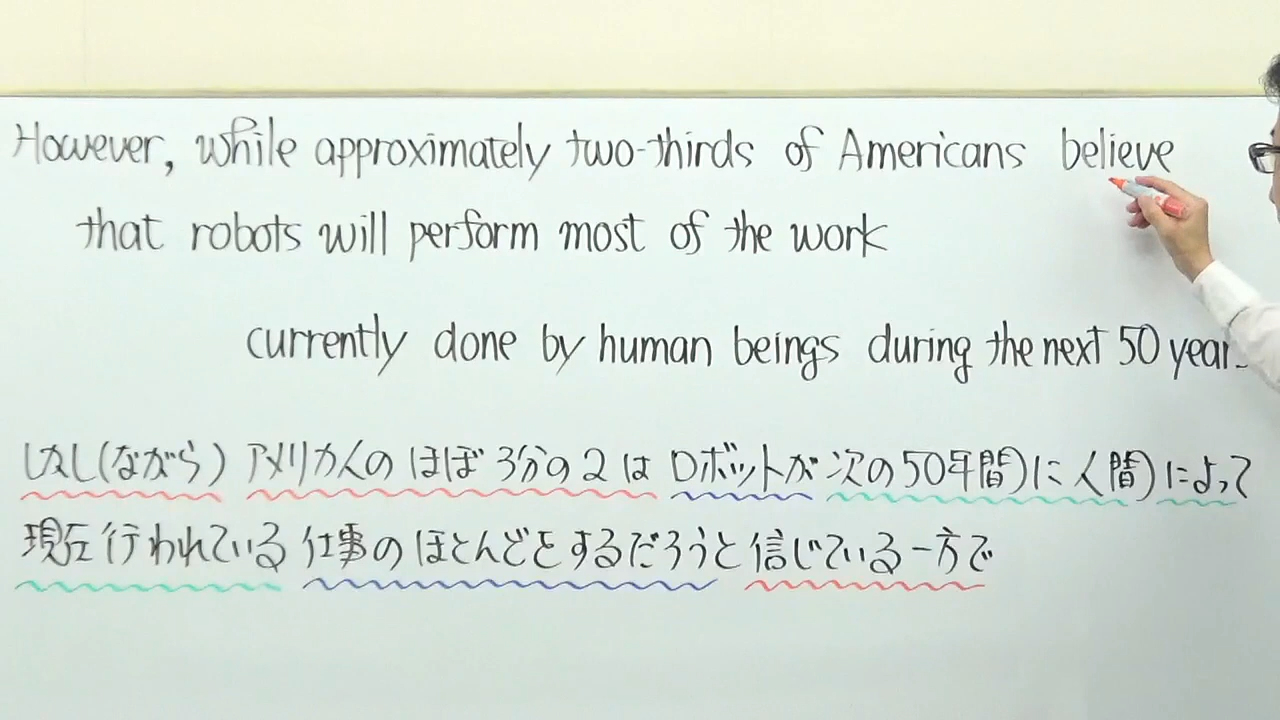 However, while approximately two-thirds of Americans believe
that robots will perform most of the work
currently done by human beings during the next 50 year
しかし(ながら) アメリカ人の ほぼ 3分の2は ロボットが 次の50年間)に 人間)によって
現在 行われている 仕事の ほとんどをするだろうと 信じている 一方で